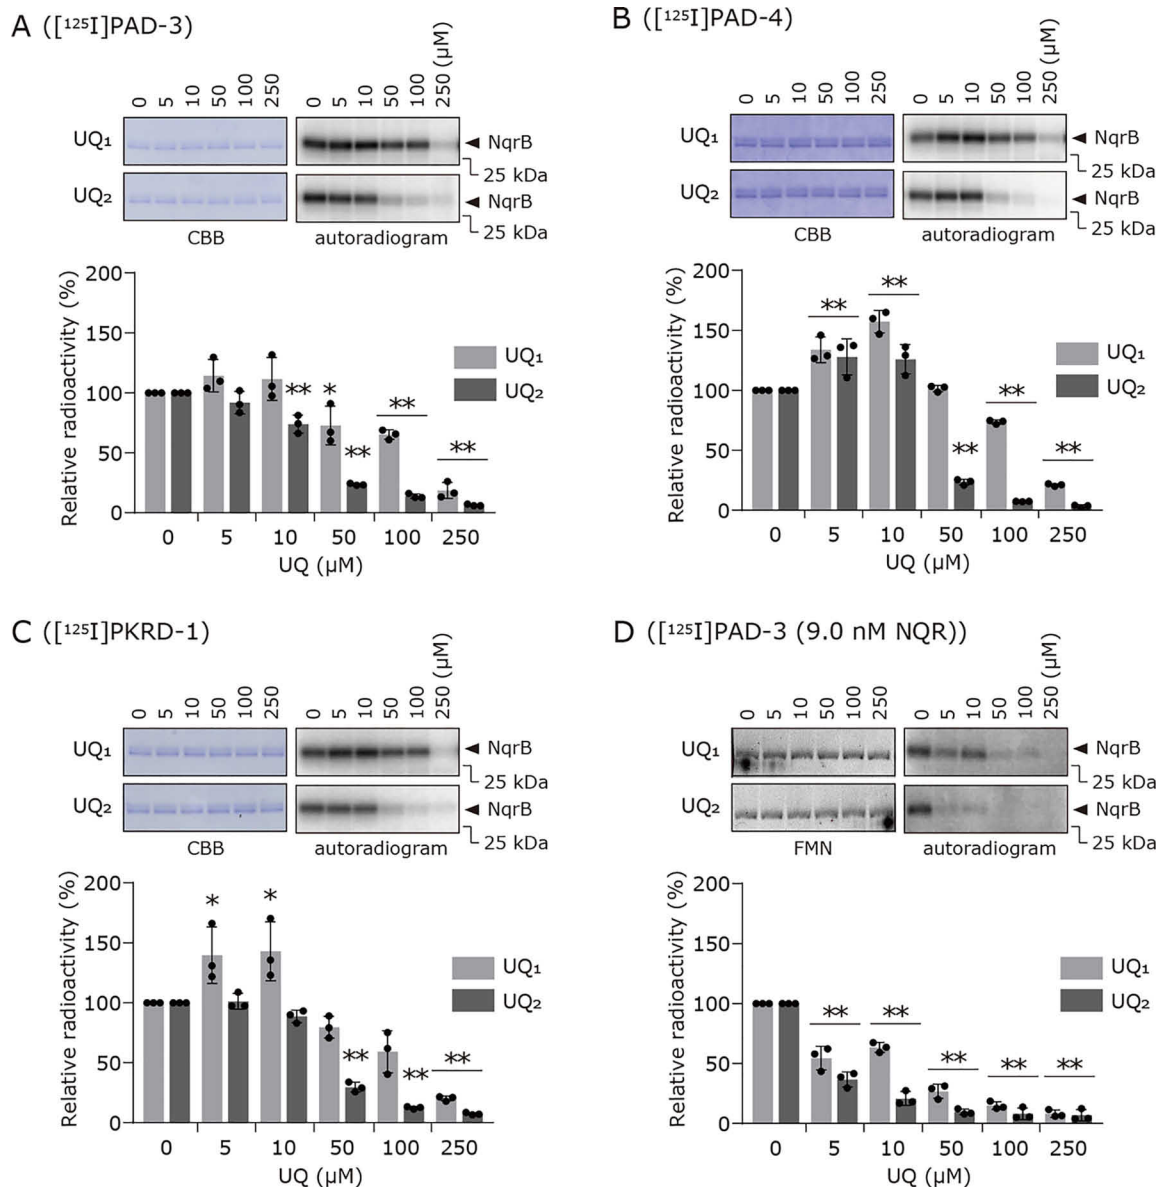 A ([¹²⁵I]PAD-3)
0 5 10 50 100 250 (µM)
0 5 10 50 100 250 (µM)
UQ₁
NqrB
25 kDa
UQ₂
NqrB
25 kDa
CBB
autoradiogram
Relative radioactivity (%)
200
150
100
50
0
** *
**
**
**
**
UQ₁
UQ₂
0 5 10 50 100 250
UQ (µM)
B ([¹²⁵I]PAD-4)
0 5 10 50 100 250
0 5 10 50 100 250 (µM)
UQ₁
NqrB
25 kDa
UQ₂
NqrB
25 kDa
CBB
autoradiogram
Relative radioactivity (%)
200
150
100
50
0
**
**
**
**
**
UQ₁
UQ₂
0 5 10 50 100 250
UQ (µM)
C ([¹²⁵I]PKRD-1)
0 5 10 50 100 250
0 5 10 50 100 250 (µM)
UQ₁
NqrB
25 kDa
UQ₂
NqrB
25 kDa
CBB
autoradiogram
Relative radioactivity (%)
200
150
100
50
0
*
*
**
**
**
UQ₁
UQ₂
0 5 10 50 100 250
UQ (µM)
D ([¹²⁵I]PAD-3 (9.0 nM NQR))
0 5 10 50 100 250
0 5 10 50 100 250 (µM)
UQ₁
NqrB
25 kDa
UQ₂
NqrB
25 kDa
FMN
autoradiogram
Relative radioactivity (%)
200
150
100
50
0
**
**
**
**
**
UQ₁
UQ₂
0 5 10 50 100 250
UQ (µM)